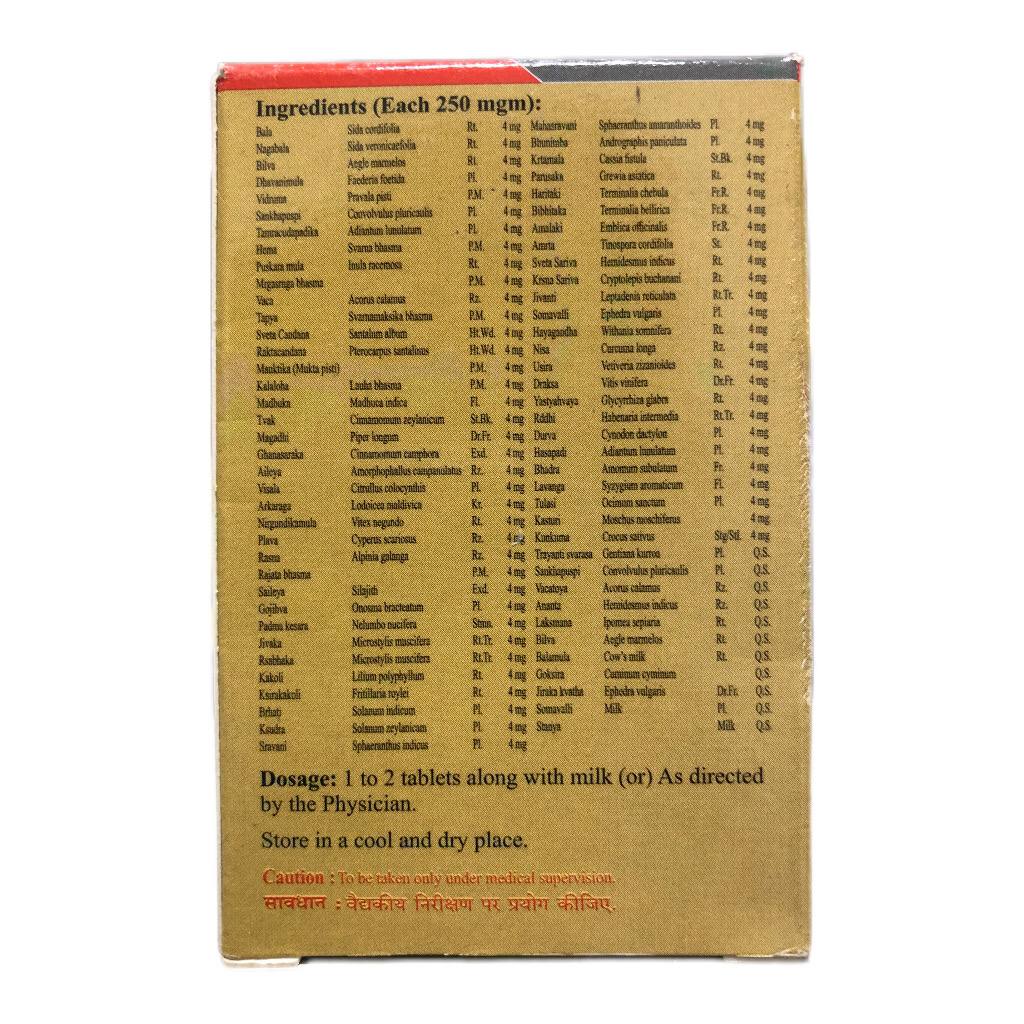 Ingredients (Each 250 mgm):
Bala Sida cordifolia Rt. 4 mg
Nagabala Sida veronicaefolia Rt. 4 mg
Bilva Aegle marmelos Rt. 4 mg
Dhavanimula Faederis foetida Pl. 4 mg
Vidruma Pravala pisti P.M. 4 mg
Sankhapuspi Convolvulus pluricaulis Pl. 4 mg
Tamracudapadika Adiantum lunulatum Pl. 4 mg
Hema Svarna bhasma P.M. 4 mg
Puskara mula Inula racemosa Rt. 4 mg
Mrgasrnga bhasma P.M. 4 mg
Vaca Acorus calamus Rz. 4 mg
Tapya Svarnamaksika bhasma P.M. 4 mg
Sveta Candana Santalum album Ht.Wd. 4 mg
Raktacandana Pterocarpus santalinus Ht.Wd. 4 mg
Mauktika (Mukta pisti) P.M. 4 mg
Kalaloha Lauha bhasma P.M. 4 mg
Madhuka Madhuca indica Fl. 4 mg
Tvak Cinnamomum zeylanicum St.Bk. 4 mg
Magadhi Piper longum Dr.Fr. 4 mg
Ghanasaraka Cinnamomum camphora Exd. 4 mg
Aileya Amorphophallus campanulatus Rz. 4 mg
Visala Citrullus colocynthis Pl. 4 mg
Arkaraga Lodoicea maldivica Kr. 4 mg
Nirgundikamula Vitex negundo Rt. 4 mg
Plava Cyperus scariosus Rz. 4 mg
Rasna Alpinia galanga Rz. 4 mg
Rajata bhasma P.M. 4 mg
Saileya Silajith Exd. 4 mg
Gojihva Onosma bracteatum Pl. 4 mg
Padma kesara Nelumbo nucifera Stmn. 4 mg
Jivaka Microstylis muscifera Rt.Tr. 4 mg
Rsabhaka Microstylis muscifera Rt.Tr. 4 mg
Kakoli Lilium polyphyllum Rt. 4 mg
Ksirakakoli Fritillaria roylei Rt. 4 mg
Brhati Solanum indicum Pl. 4 mg
Ksudra Solanum zeylanicam Pl. 4 mg
Sravani Sphaeranthus indicus Pl. 4 mg
Mahasravani Sphaeranthus amaranthoides Pl. 4 mg
Bhunimba Andrographis paniculata Pl. 4 mg
Krtamala Cassia fistula St.Bk. 4 mg
Parusaka Grewia asiatica Rt. 4 mg
Haritaki Terminalia chebula Fr.R. 4 mg
Bibhitaka Terminalia bellirica Fr.R. 4 mg
Amalaki Emblica officinalis Fr.R. 4 mg
Amrta Tinospora cordifolia St. 4 mg
Sveta Sariva Hemidesmus indicus Rt. 4 mg
Krsna Sariva Cryptolepis buchanani Rt. 4 mg
Jivanti Leptadenia reticulata Rt.Tr. 4 mg
Somavalli Ephedra vulgaris Pl. 4 mg
Hayagandha Withania somnifera Rt. 4 mg
Nisa Curcuma longa Rz. 4 mg
Usira Vetiveria zizanioides Rt. 4 mg
Draksa Vitis vinifera Dr.Fr. 4 mg
Yastyahvaya Glycyrrhiza glabra Rt. 4 mg
Rddhi Habenaria intermedia Rt.Tr. 4 mg
Durva Cynodon dactylon Pl. 4 mg
Hasapadi Adiantum lunulatum Pl. 4 mg
Bhadra Amomum subulatum Fr. 4 mg
Lavanga Syzygium aromaticum Fl. 4 mg
Tulasi Ocimum sanctum Pl. 4 mg
Kasturi Moschus moschiferus 4 mg
Kunkuma Crocus sativus Stg/Stl. 4 mg
Trayanti svarasa Gentiana kurroa Pl. Q.S.
Sankhapuspi Convolvulus pluricaulis Pl. Q.S.
Vacatoya Acorus calamus Rz. Q.S.
Ananta Hemidesmus indicus Rz. Q.S.
Laksmana Ipomea sepiaria Rt. Q.S.
Bilva Aegle marmelos Rt. Q.S.
Balamula Cow's milk Rt. Q.S.
Goksira Cuminum cyminum Q.S.
Jiraka kvatha Ephedra vulgaris Dr.Fr. Q.S.
Somavalli Milk Pl. Q.S.
Stanya Milk Q.S.
Dosage: 1 to 2 tablets along with milk (or) As directed
by the Physician.
Store in a cool and dry place.
Caution : To be taken only under medical supervision.
सावधान : वैद्यकीय निरीक्षण पर प्रयोग कीजिए.